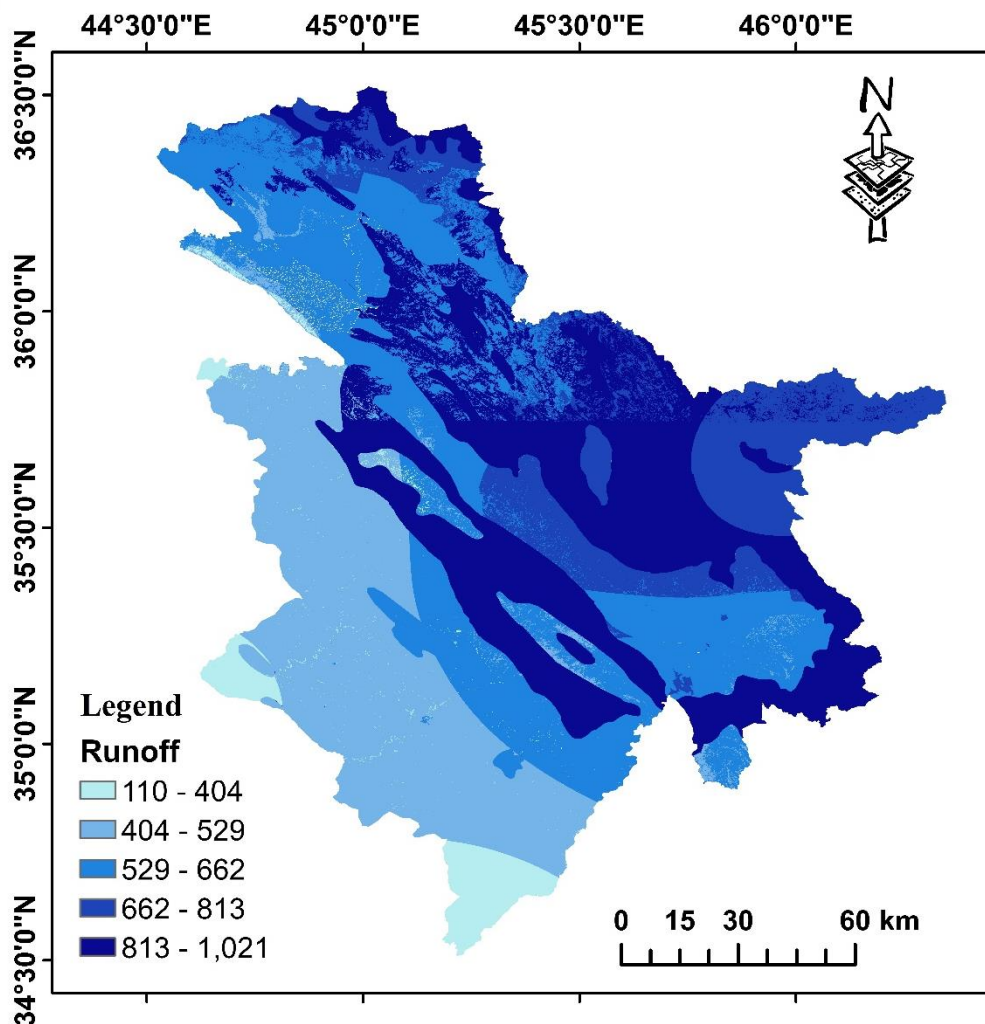 44°30'0"E 45°0'0"E 45°30'0"E 46°0'0"E
36°30'0"N
36°0'0"N
35°30'0"N
35°0'0"N
34°30'0"N
N
Legend
Runoff
110 - 404
404 - 529
529 - 662
662 - 813
813 - 1,021
0 15 30 60 km